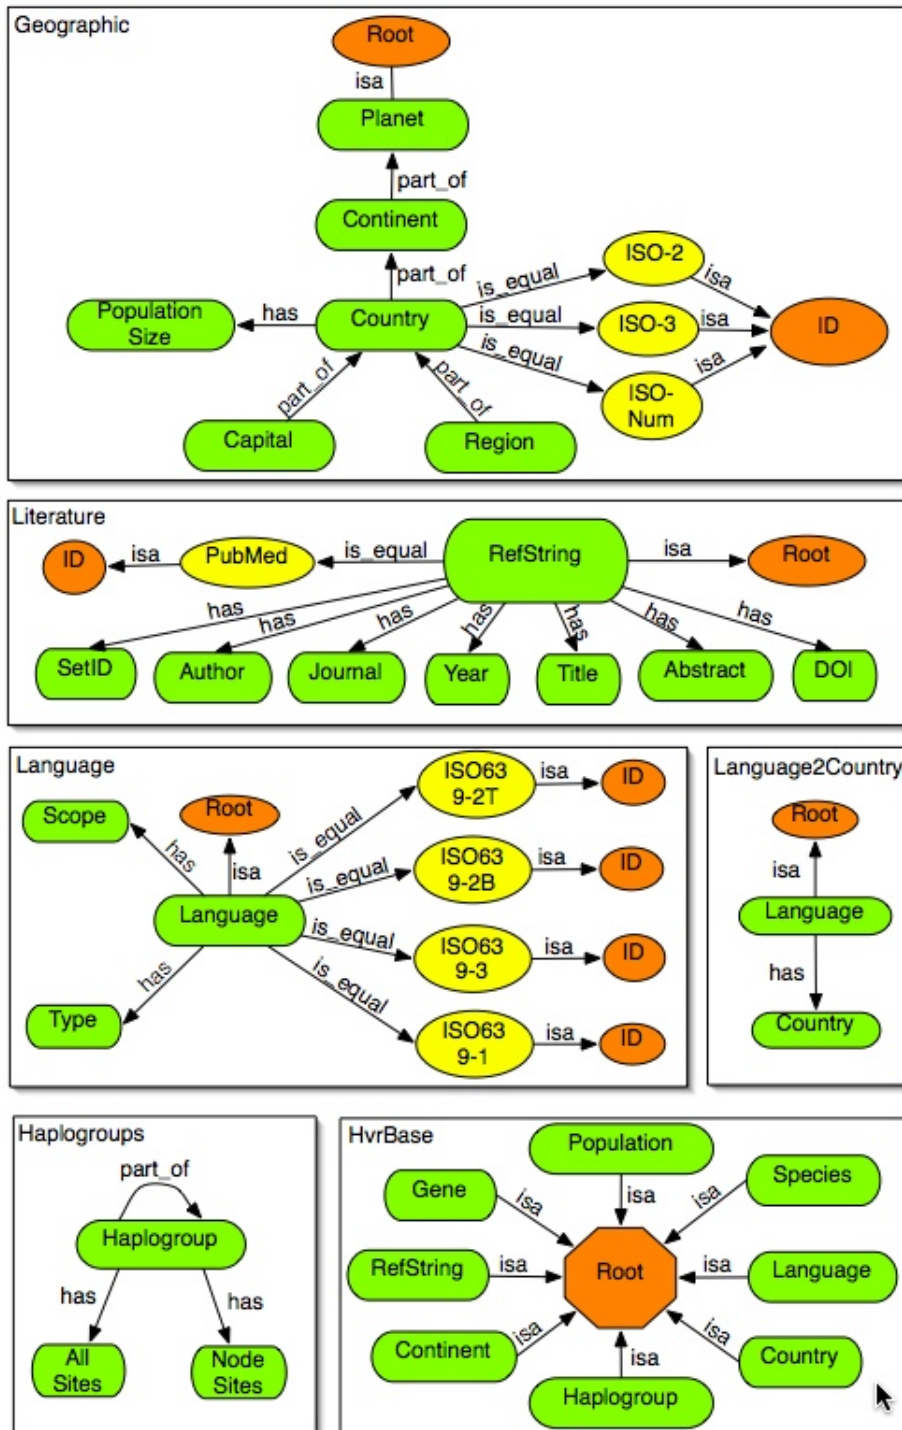 Geographic
Root
isa
Planet
part_of
Continent
part_of
ISO-2
is_equal
isa
Population
Size
has
Country
is_equal
ISO-3
isa
ID
is_equal
isa
part_of
part_of
ISO-
Num
Capital
Region
Literature
ID
isa
PubMed
is_equal
RefString
isa
Root
has
has
has
has
has
has
has
SetID
Author
Journal
Year
Title
Abstract
DOI
Language
Scope
Root
has
isa
is_equal
ISO63
9-2T
isa
ID
is_equal
ISO63
9-2B
isa
ID
Language
is_equal
ISO63
9-3
isa
ID
has
is_equal
Type
ISO63
9-1
isa
ID
Language2Country
Root
isa
Language
has
Country
Haplogroups
part_of
Haplogroup
has
has
All
Sites
Node
Sites
HvrBase
Population
Gene
Species
isa
isa
isa
RefString
isa
Root
isa
Language
Continent
isa
isa
isa
Country
Haplogroup